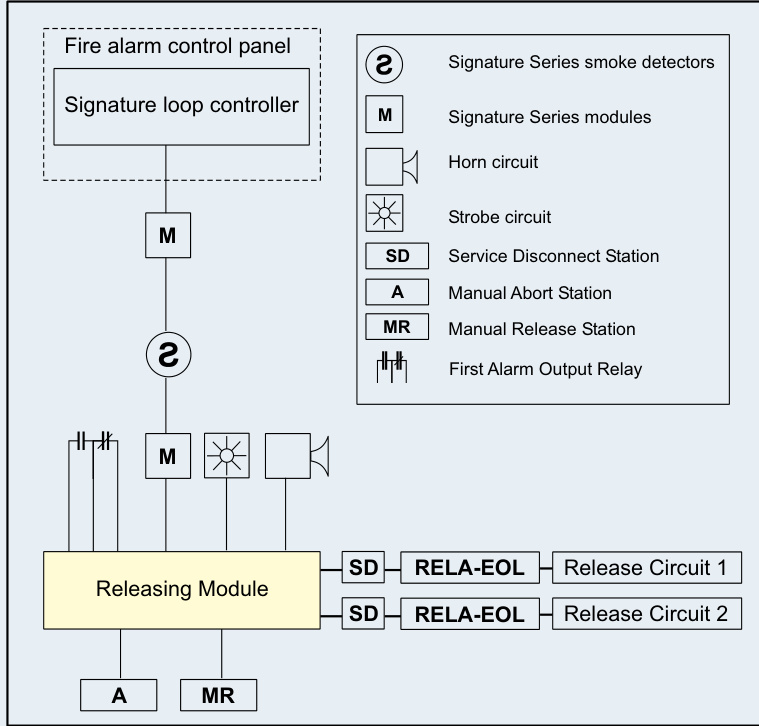 Fire alarm control panel
Signature loop controller
M
S
M
Releasing Module
SD
RELA-EOL
Release Circuit 1
SD
RELA-EOL
Release Circuit 2
A
MR
S
Signature Series smoke detectors
M
Signature Series modules
Horn circuit
Strobe circuit
SD
Service Disconnect Station
A
Manual Abort Station
MR
Manual Release Station
First Alarm Output Relay